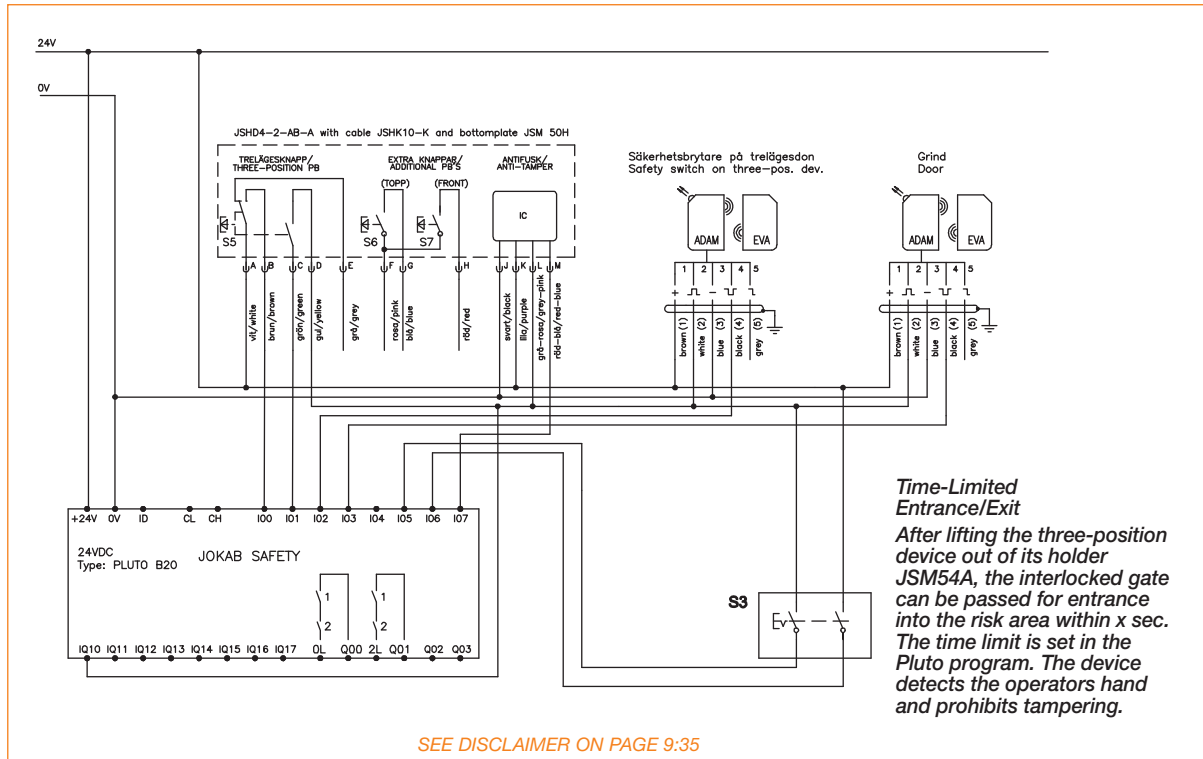 24V
0V
JSHD4-2-AB-A with cable JSHK10-K and bottomplate JSM 50H
TRELÄGESKNAPP/
THREE-POSITION PB
EXTRA KNAPPAR/
ADDITIONAL PB'S
(TOPP) (FRONT)
ANTIFUSK/
ANTI-TAMPER
IC
S5
S6
S7
A B C D E F G H J K L M
vit/white
brun/brown
grön/green
gul/yellow
grå/grey
rosa/pink
blå/blue
röd/red
svart/black
lila/purple
grå-rosa/grey-pink
röd-blå/red-blue
Säkerhetsbrytare på trelägesdon
Safety switch on three-pos. dev.
ADAM
EVA
1 2 3 4 5
+ −
brown (1)
white (2)
blue (3)
black (4)
grey (5)
Grind
Door
ADAM
EVA
1 2 3 4 5
+ −
brown (1)
white (2)
blue (3)
black (4)
grey (5)
+24V 0V ID CL CH I00 I01 I02 I03 I04 I05 I06 I07
24VDC
Type: PLUTO B20
JOKAB SAFETY
1
2
1
2
IQ10 IQ11 IQ12 IQ13 IQ14 IQ15 IQ16 IQ17 0L Q00 2L Q01 Q02 Q03
S3
Time-Limited
Entrance/Exit
After lifting the three-position
device out of its holder
JSM54A, the interlocked gate
can be passed for entrance
into the risk area within x sec.
The time limit is set in the
Pluto program. The device
detects the operators hand
and prohibits tampering.
SEE DISCLAIMER ON PAGE 9:35